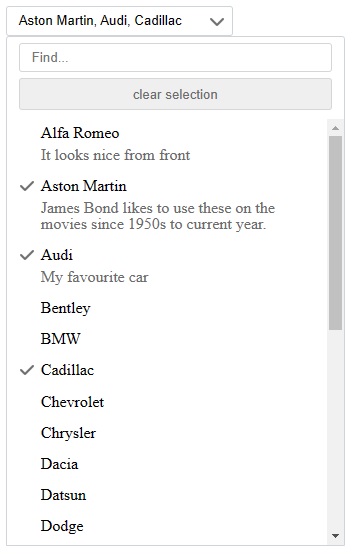 Aston Martin, Audi, Cadillac
Find...
clear selection
Alfa Romeo
It looks nice from front
Aston Martin
James Bond likes to use these on the
movies since 1950s to current year.
Audi
My favourite car
Bentley
BMW
Cadillac
Chevrolet
Chrysler
Dacia
Datsun
Dodge